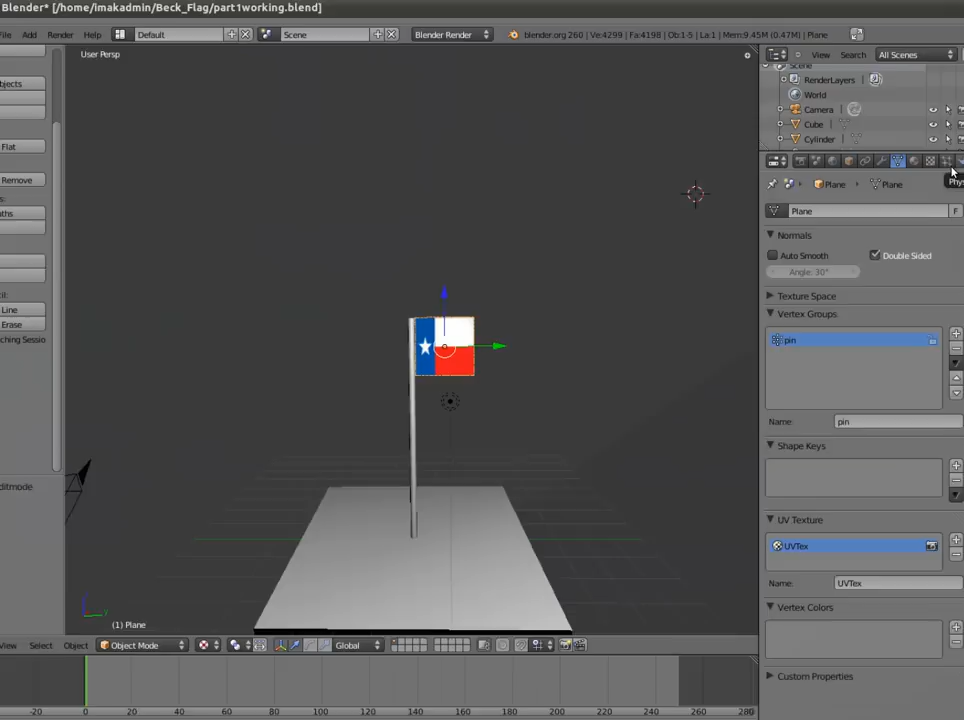 Blender* [/home/imakadmin/Beck_Flag/part1working.blend]
File Add Render Help Default Scene Blender Render blender.org 260 | Ve:4299 | Fa:4198 | Ob:1-5 | La:1 | Mem:9.45M (0.47M) | Plane
User Persp
View Search All Scenes
Scene
RenderLayers
World
Camera
Cube
Cylinder
bjects
Flat
Remove
ths
Line
Erase
ditmode
Phys
Plane Plane
Plane F
Normals
Auto Smooth Double Sided
Angle: 30°
Texture Space
Vertex Groups
pin
Name: pin
Shape Keys
UV Texture
UVTex
Name: UVTex
Vertex Colors
Custom Properties
(1) Plane
View Select Object Object Mode Global
-20 0 20 40 60 80 100 120 140 160 180 200 220 240 260 280